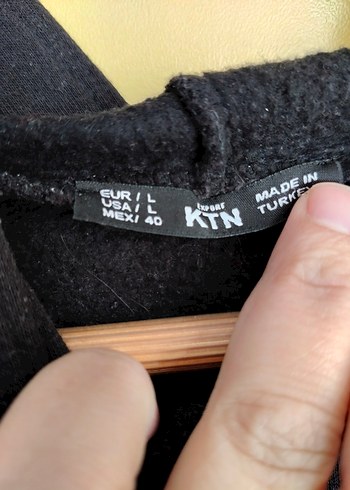 EUR / L
USA / L
MEX/ 40
EXPORT
KTN
MADE IN
TURKEY